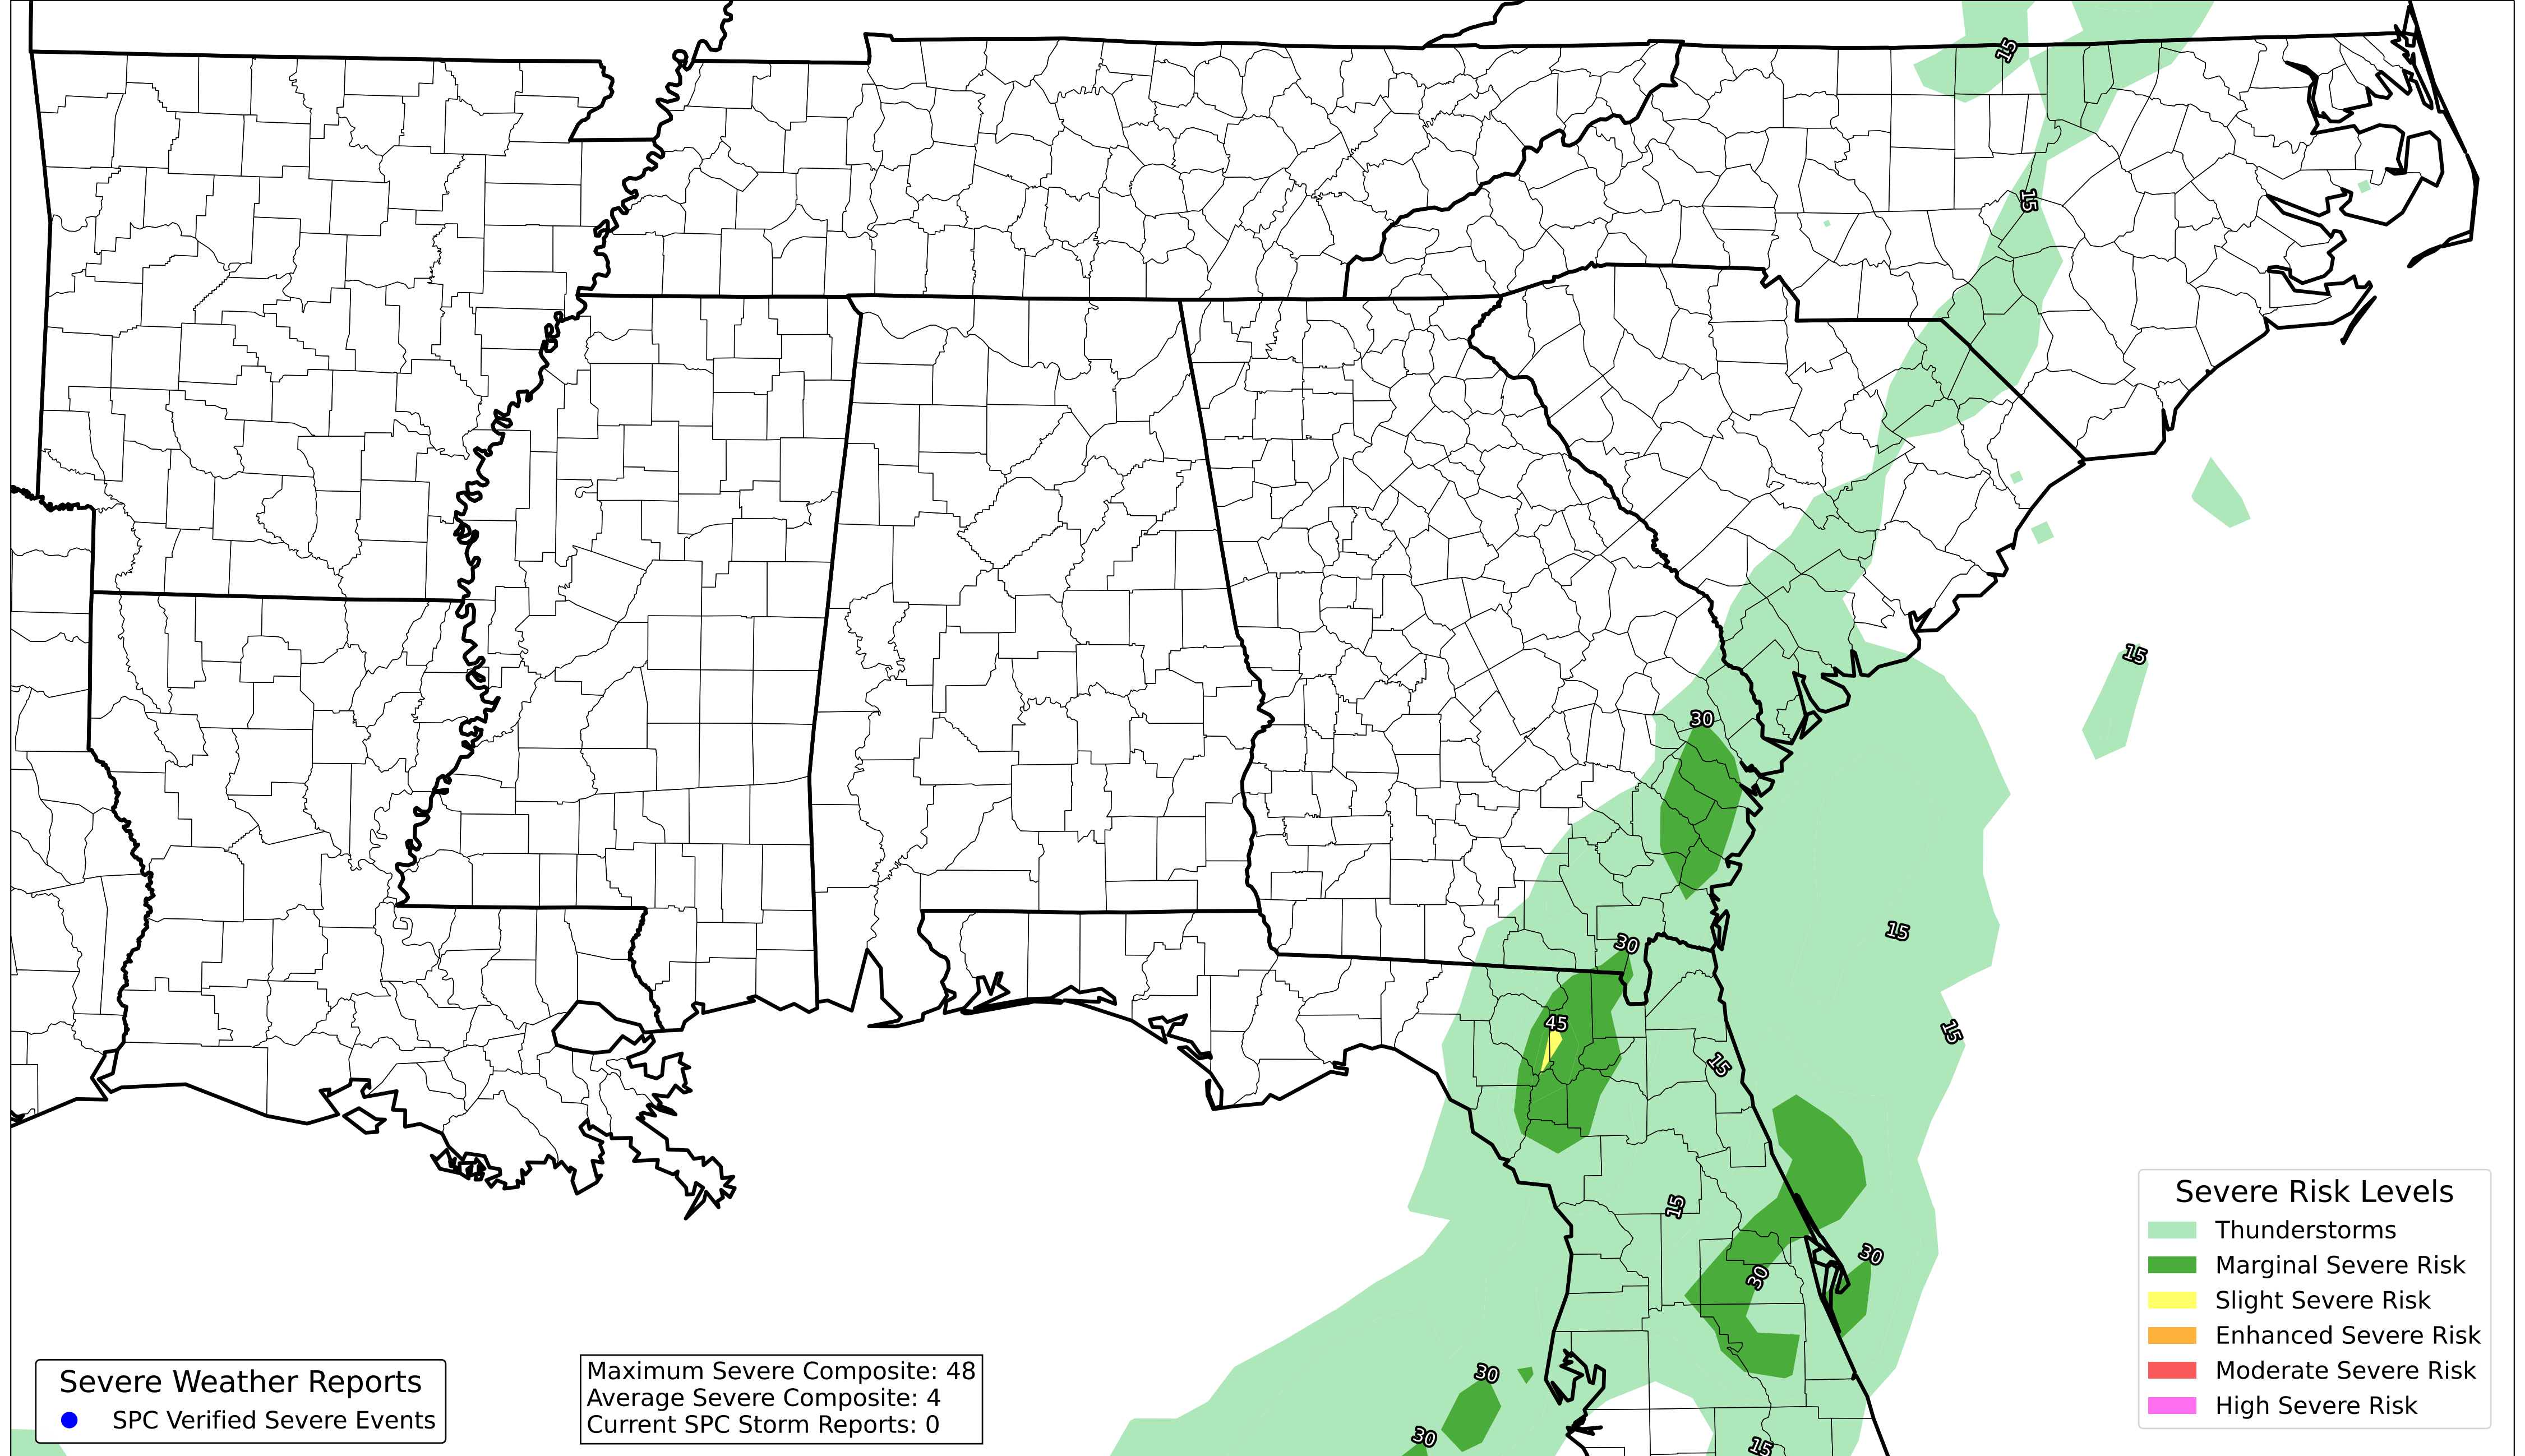 15
15
15
30
15
30
45
15
15
15
30
30
30
30
15
Severe Risk Levels
Thunderstorms
Marginal Severe Risk
Slight Severe Risk
Enhanced Severe Risk
Moderate Severe Risk
High Severe Risk
Severe Weather Reports
SPC Verified Severe Events
Maximum Severe Composite: 48
Average Severe Composite: 4
Current SPC Storm Reports: 0